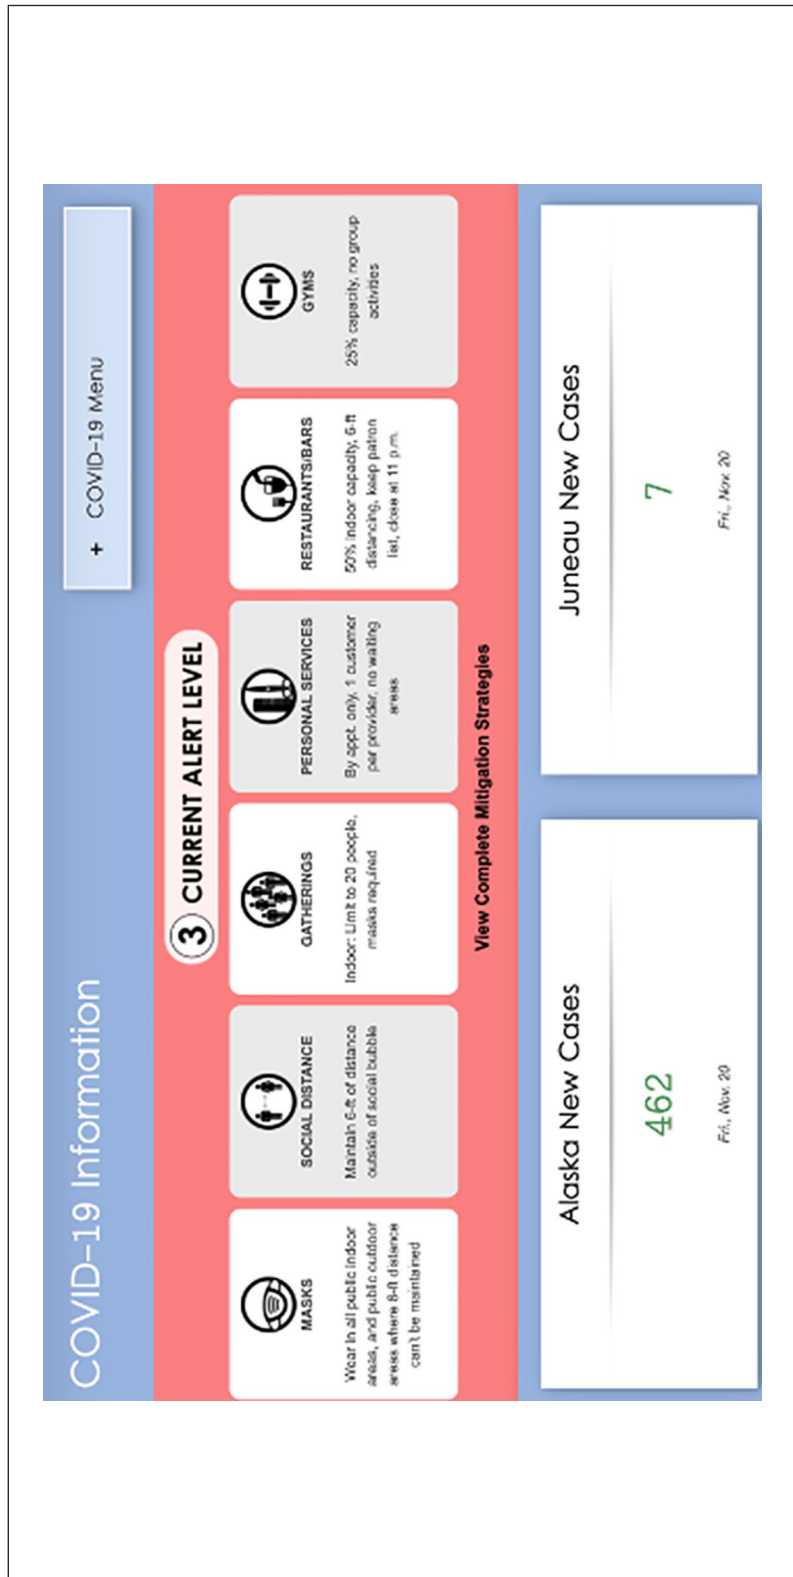 COVID-19 Information
+ COVID-19 Menu
3 CURRENT ALERT LEVEL
MASKS
Wear in all public indoor
areas, and public outdoor
areas where 6-ft distance
can't be maintained
SOCIAL DISTANCE
Maintain 6-ft of distance
outside of social bubble
GATHERINGS
Indoor: Limit to 20 people,
masks required
PERSONAL SERVICES
By appt. only, 1 customer
per provider, no waiting
areas
RESTAURANTS/BARS
50% indoor capacity, 6-ft
distancing, keep patron
list, close at 11 p.m.
GYMS
25% capacity, no group
activities
View Complete Mitigation Strategies
Alaska New Cases
462
Fri., Nov. 20
Juneau New Cases
7
Fri., Nov. 20